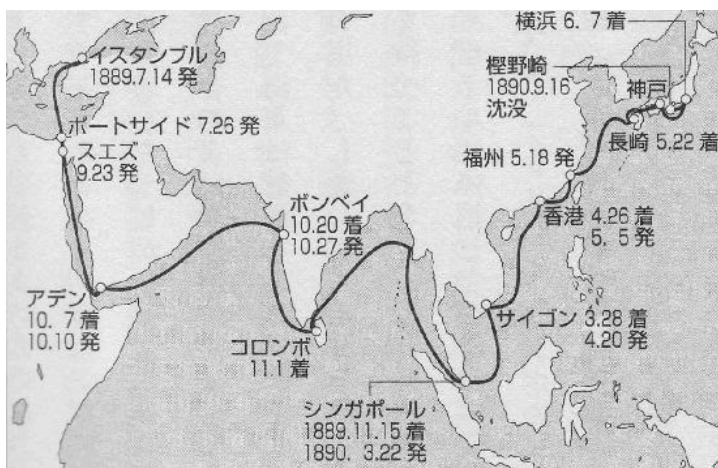 イスタンブル
1889.7.14 発
ポートサイド 7.26 発
スエズ
9.23 発
アデン
10. 7 着
10.10 発
ボンベイ
10.20 着
10.27 発
コロンボ
11.1 着
シンガポール
1889.11.15 着
1890. 3.22 発
サイゴン 3.28 着
4.20 発
香港 4.26 着
5. 5 発
福州 5.18 発
長崎 5.22 着
神戸
樫野崎
1890.9.16
沈没
横浜 6. 7 着